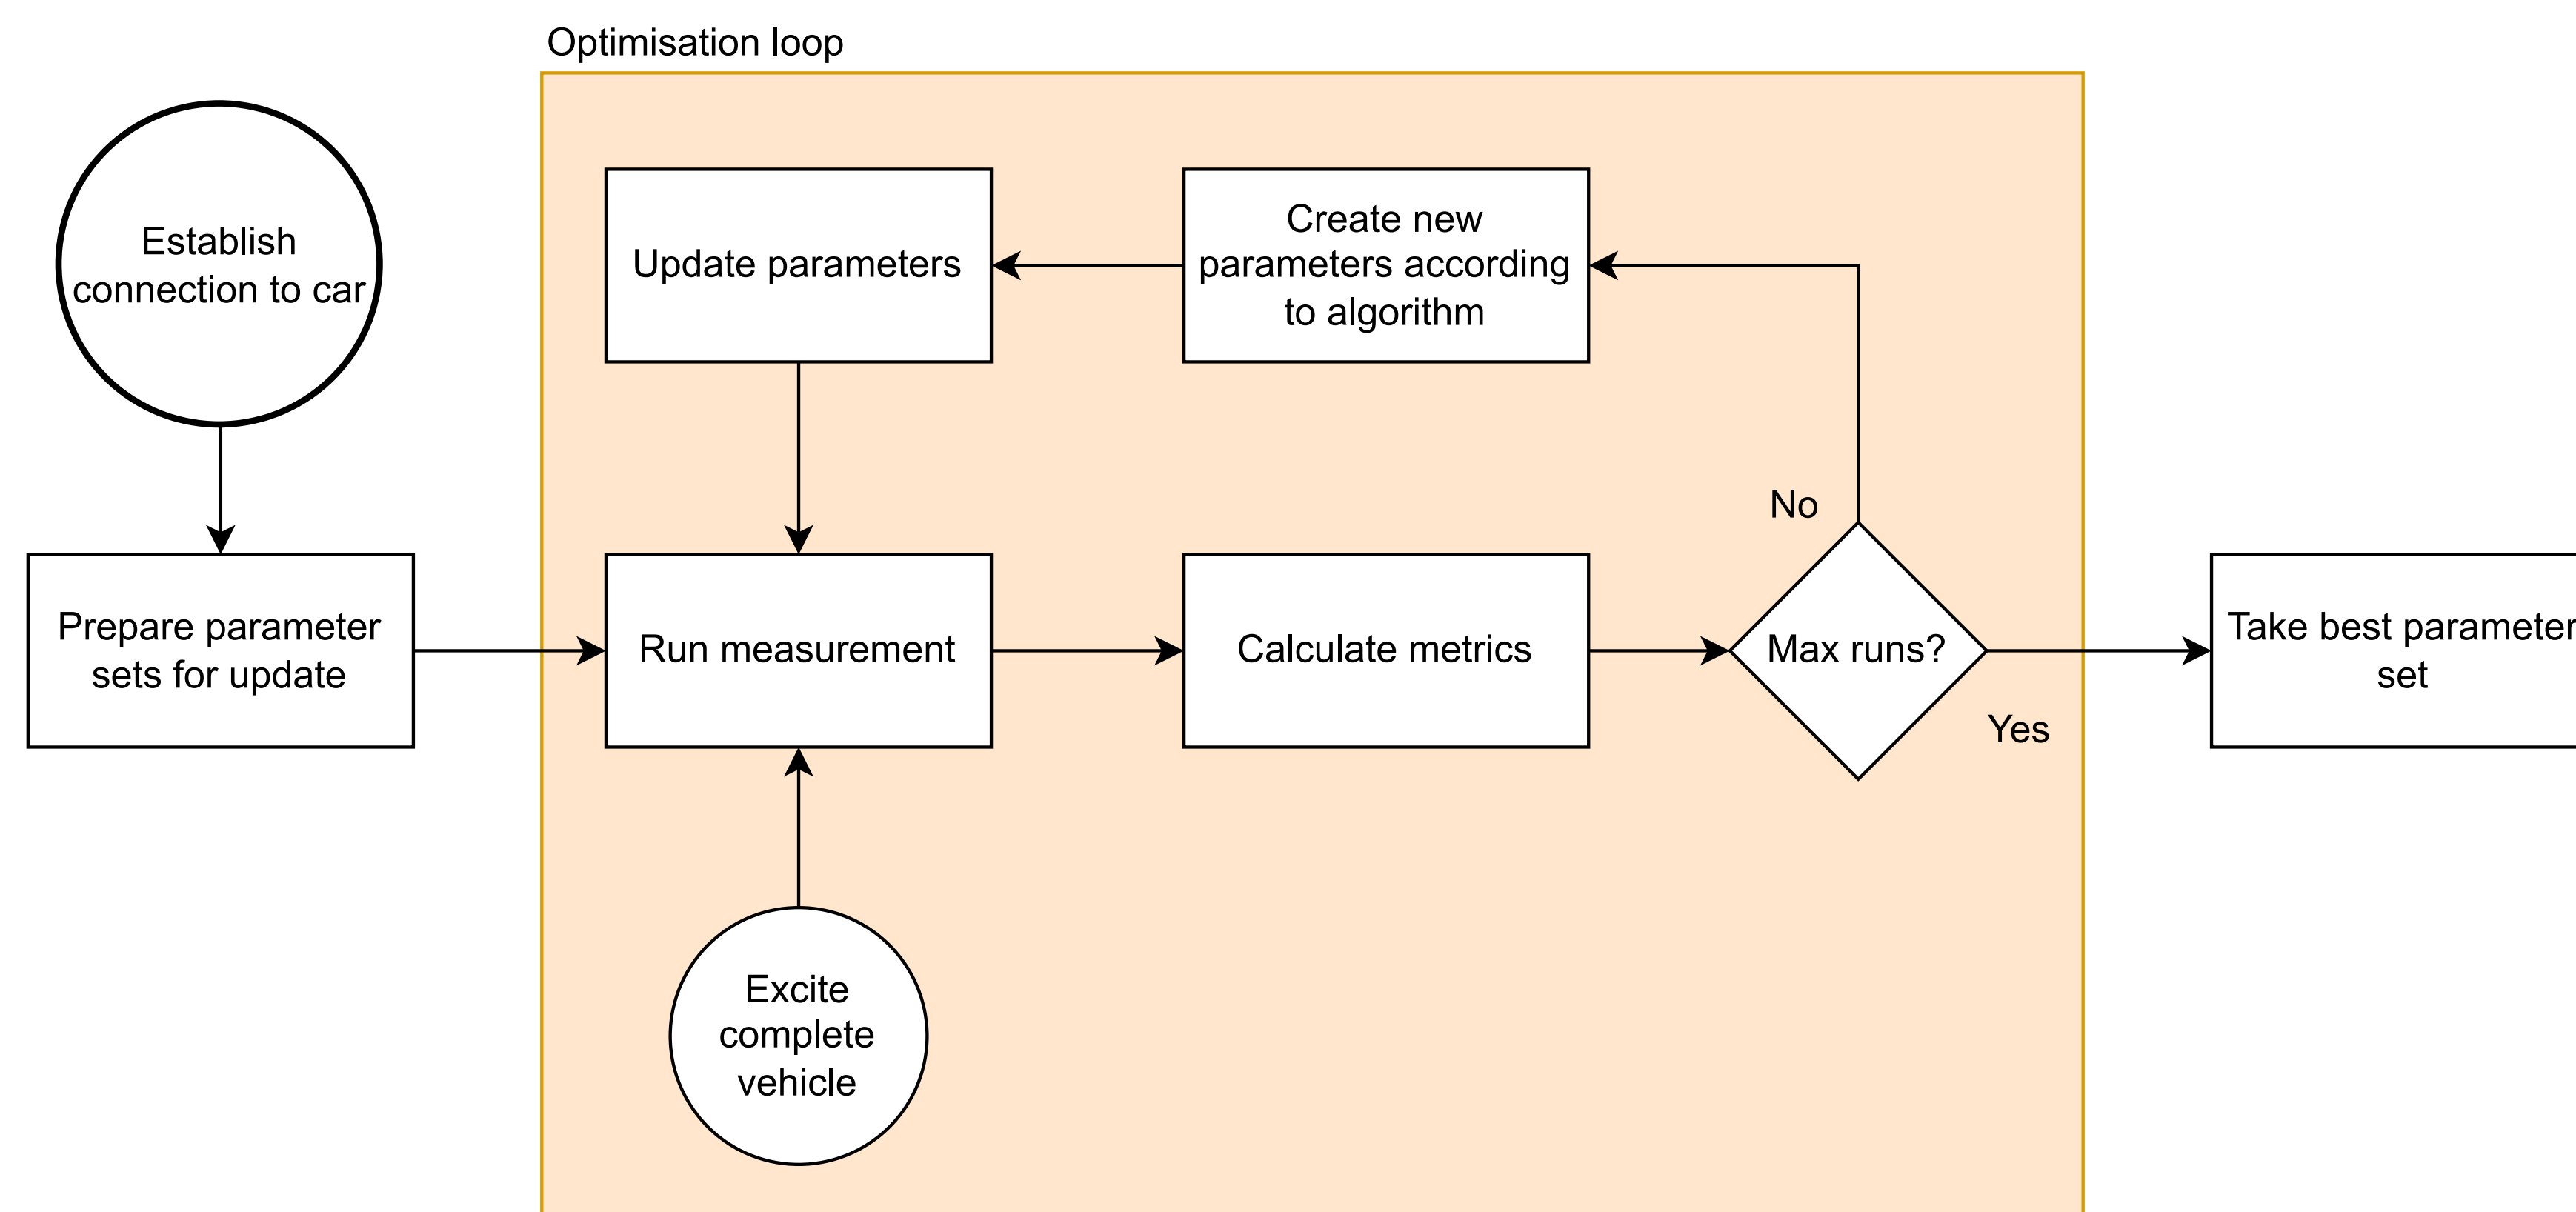 Optimisation loop
Establish
connection to car
Update parameters
Create new
parameters according
to algorithm
No
Prepare parameter
sets for update
Run measurement
Calculate metrics
Max runs?
Yes
Take best parameter
set
Excite
complete
vehicle